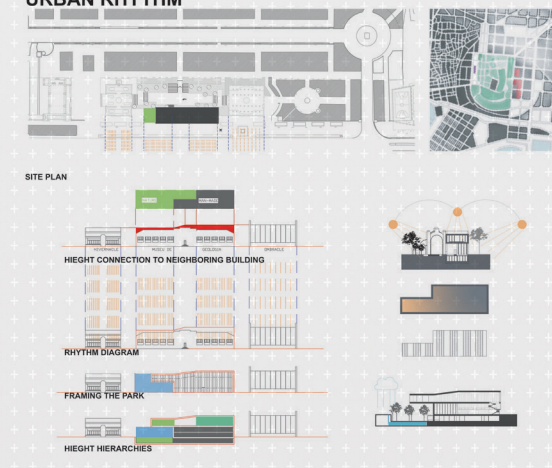 URBAN RHYTHM
SITE PLAN
HIEGHT CONNECTION TO NEIGHBORING BUILDING
RHYTHM DIAGRAM
FRAMING THE PARK
HIEGHT HIERARCHIES